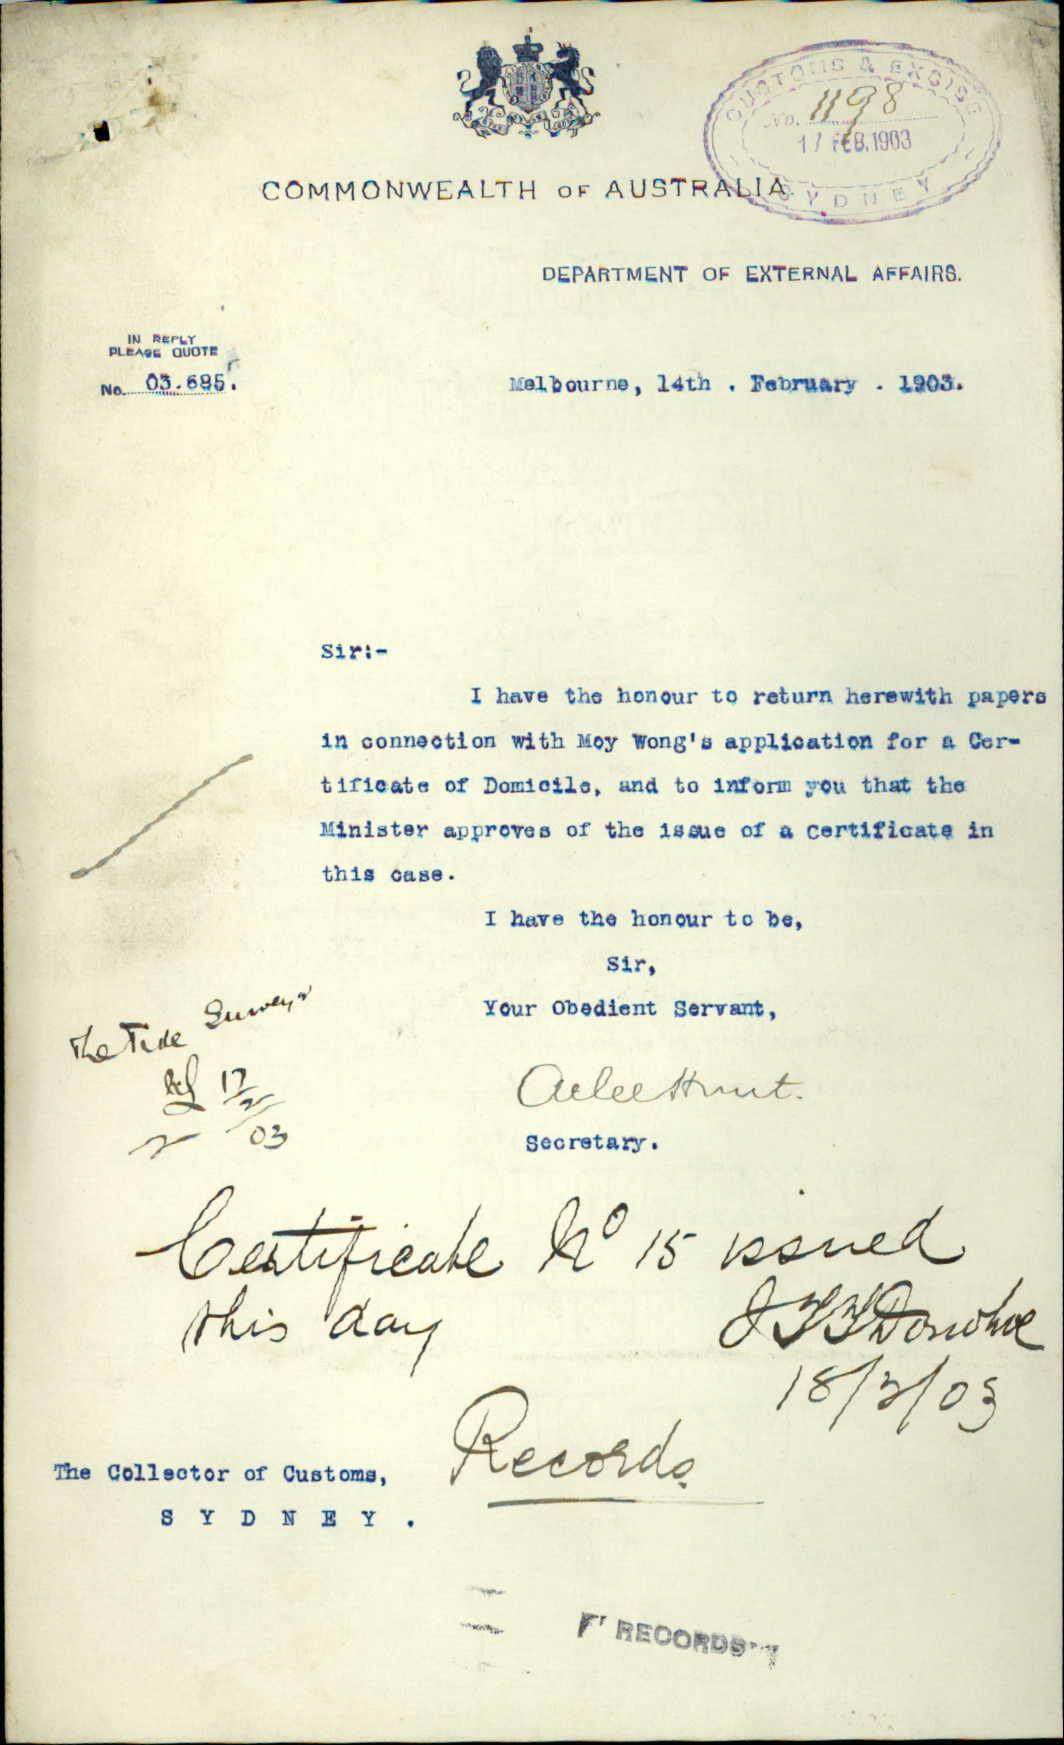 CUSTOMS & EXCISE
No. 1198
17 FEB. 1903
SYDNEY
COMMONWEALTH OF AUSTRALIA
DEPARTMENT OF EXTERNAL AFFAIRS.
IN REPLY
PLEASE QUOTE
No. 03.685.
Melbourne, 14th . February . 1903.
Sir:-
I have the honour to return herewith papers
in connection with Moy Wong's application for a Cer-
tificate of Domicile, and to inform you that the
Minister approves of the issue of a Certificate in
this case.
I have the honour to be,
Sir,
Your Obedient Servant,
Atlee Hunt.
Secretary.
The Tide Surveyor
17/2/03
Certificate No 15 issued
this day
J T T Donohoe
18/2/03
Records
The Collector of Customs,
SYDNEY.
RECORDS